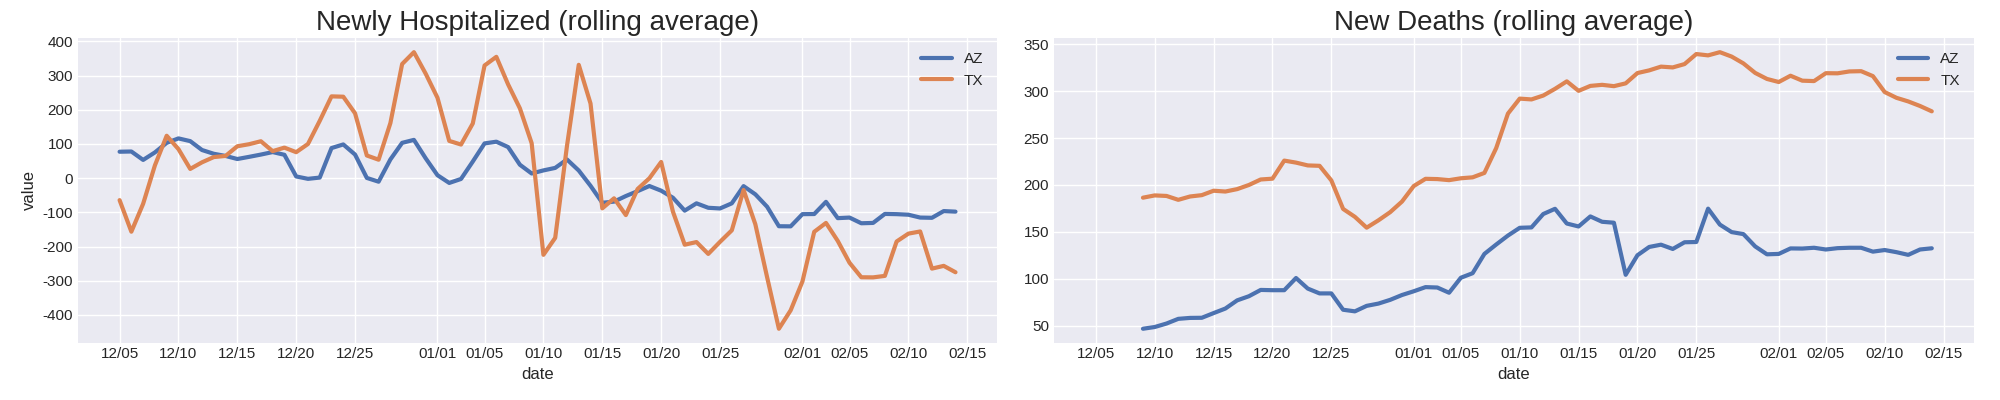 Newly Hospitalized (rolling average)
400
300
200
100
0
-100
-200
-300
-400
value
12/05 12/10 12/15 12/20 12/25 01/01 01/05 01/10 01/15 01/20 01/25 02/01 02/05 02/10 02/15
date
AZ
TX
New Deaths (rolling average)
350
300
250
200
150
100
50
12/05 12/10 12/15 12/20 12/25 01/01 01/05 01/10 01/15 01/20 01/25 02/01 02/05 02/10 02/15
date
AZ
TX